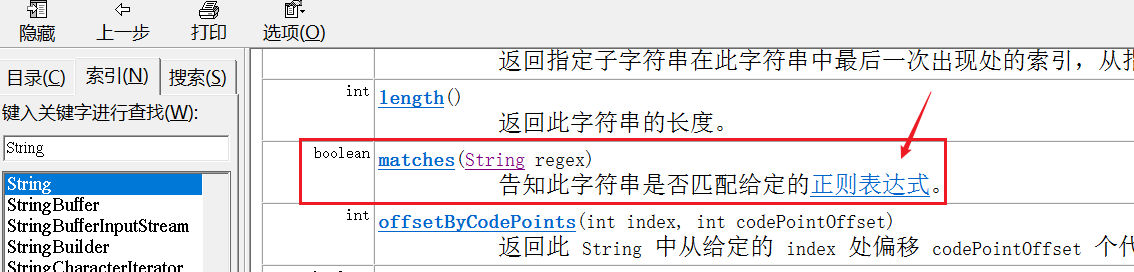 隐藏 上一步 打印 选项(O)
目录(C) 索引(N) 搜索(S)
键入关键字进行查找(W):
String
String
StringBuffer
StringBufferInputStream
StringBuilder
StringCharacterIterator
返回指定子字符串在此字符串中最后一次出现处的索引，从指
int length()
返回此字符串的长度。
boolean matches(String regex)
告知此字符串是否匹配给定的正则表达式。
int offsetByCodePoints(int index, int codePointOffset)
返回此 String 中从给定的 index 处偏移 codePointOffset 个代